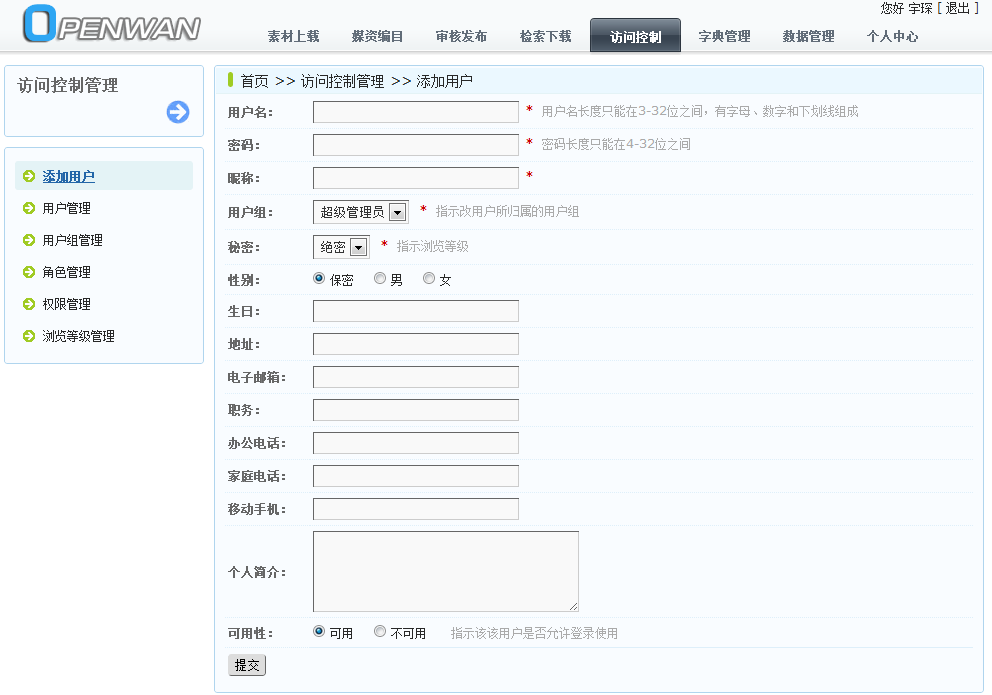 OPENWAN
您好 宇琛 [ 退出 ]
素材上载 媒资编目 审核发布 检索下载 访问控制 字典管理 数据管理 个人中心
访问控制管理
添加用户
用户管理
用户组管理
角色管理
权限管理
浏览等级管理
首页 >> 访问控制管理 >> 添加用户
用户名： * 用户名长度只能在3-32位之间，有字母、数字和下划线组成
密码： * 密码长度只能在4-32位之间
昵称： *
用户组： 超级管理员 * 指示改用户所归属的用户组
秘密： 绝密 * 指示浏览等级
性别： 保密 男 女
生日：
地址：
电子邮箱：
职务：
办公电话：
家庭电话：
移动手机：
个人简介：
可用性： 可用 不可用 指示该该用户是否允许登录使用
提交